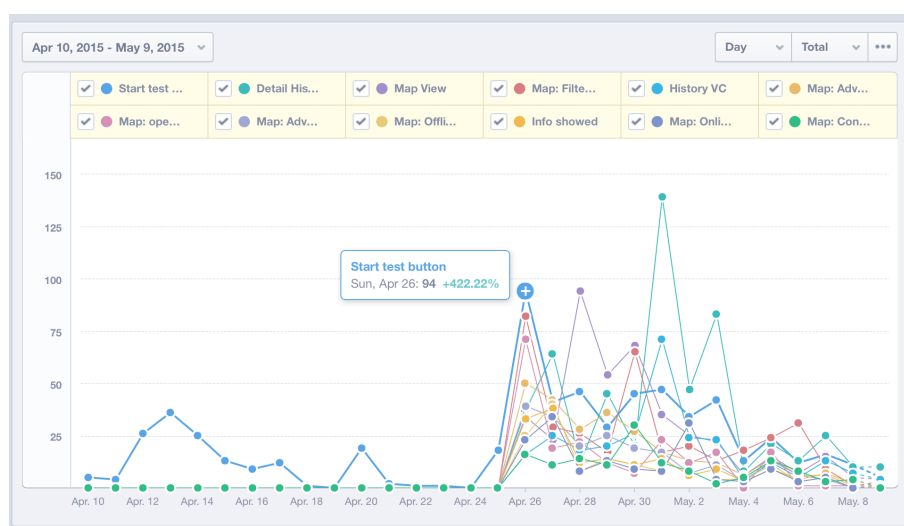 Apr 10, 2015 - May 9, 2015
Day
Total
Start test ...
Detail His...
Map View
Map: Filte...
History VC
Map: Adv...
Map: ope...
Map: Adv...
Map: Offli...
Info showed
Map: Onli...
Map: Con...
150
125
100
75
50
25
Start test button
Sun, Apr 26: 94 +422.22%
Apr. 10 Apr. 12 Apr. 14 Apr. 16 Apr. 18 Apr. 20 Apr. 22 Apr. 24 Apr. 26 Apr. 28 Apr. 30 May. 2 May. 4 May. 6 May. 8